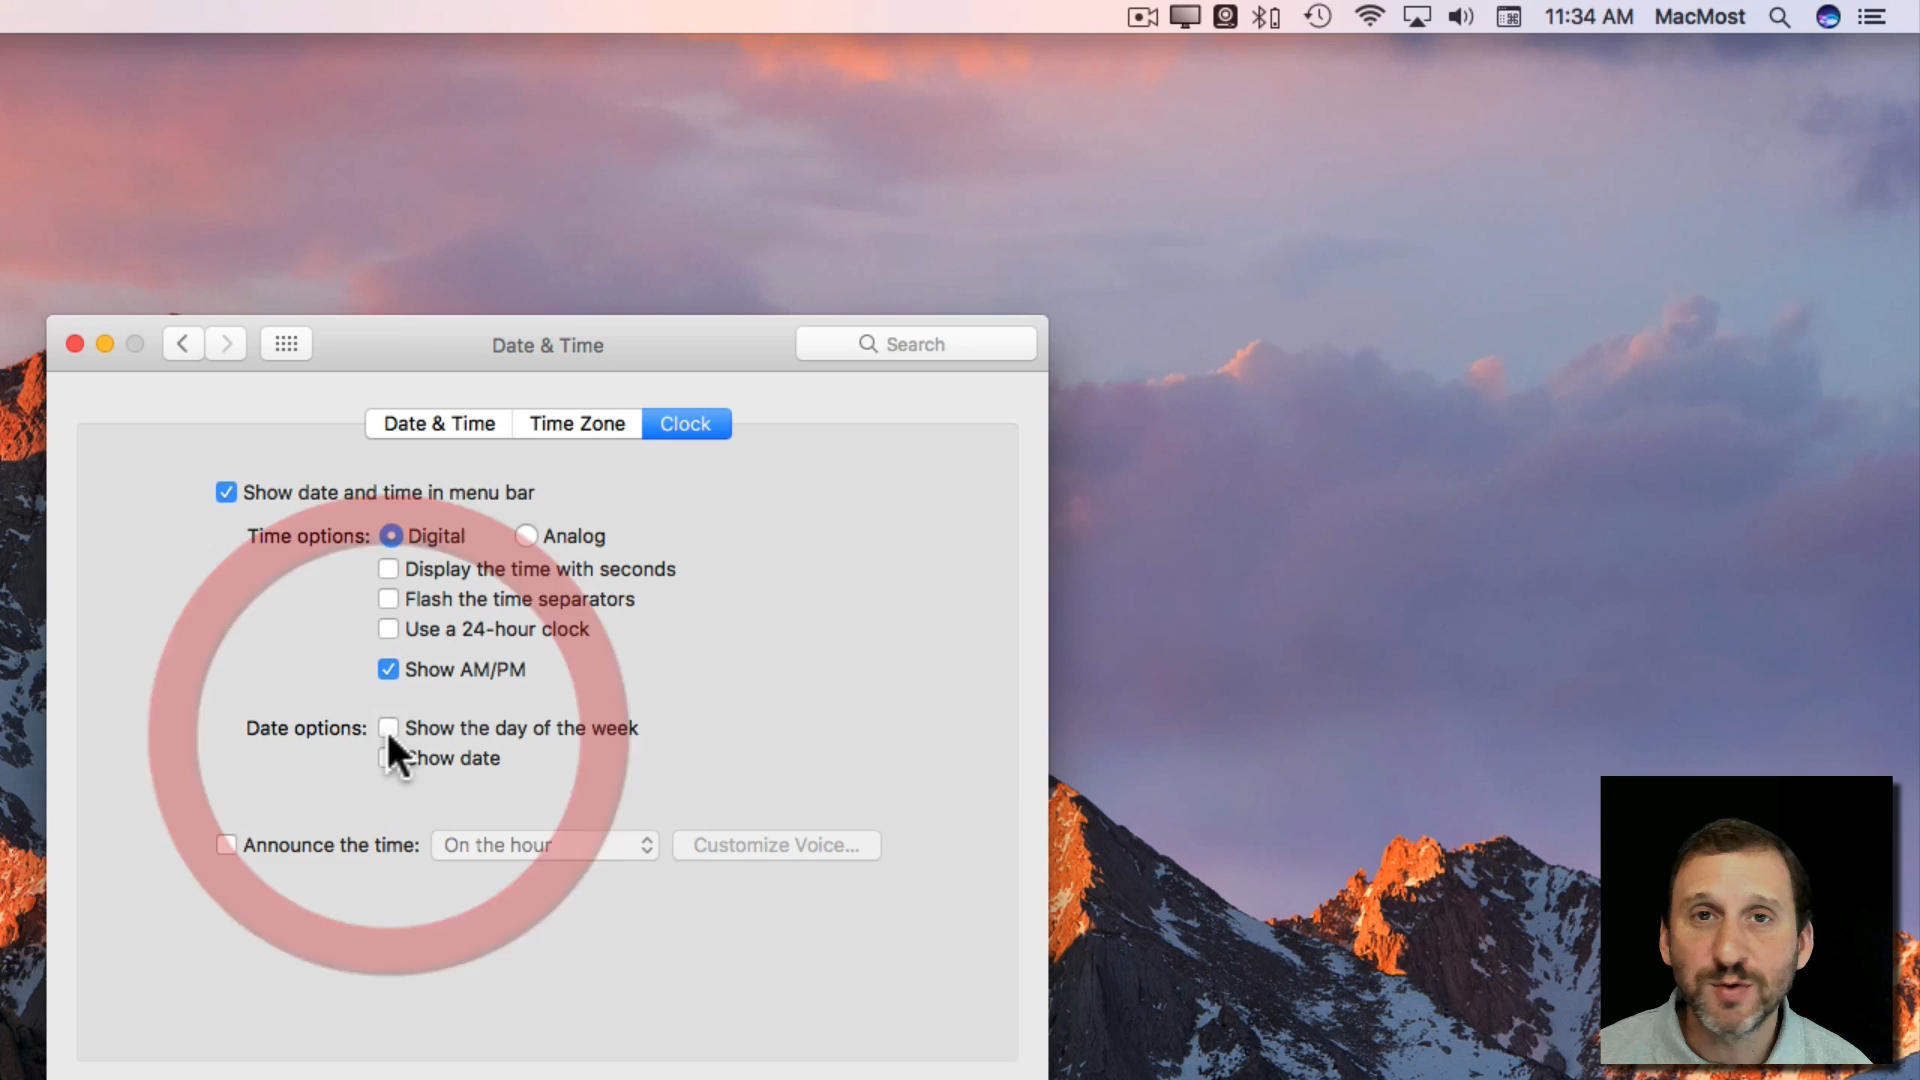 11:34 AM MacMost
Date & Time
Search
Date & Time Time Zone Clock
Show date and time in menu bar
Time options: Digital Analog
Display the time with seconds
Flash the time separators
Use a 24-hour clock
Show AM/PM
Date options: Show the day of the week
Show date
Announce the time: On the hour Customize Voice...